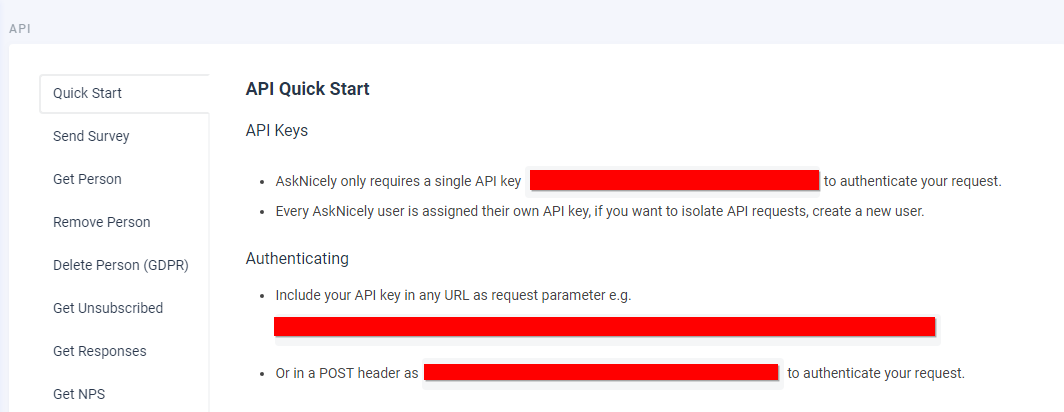 API
Quick Start
Send Survey
Get Person
Remove Person
Delete Person (GDPR)
Get Unsubscribed
Get Responses
Get NPS
API Quick Start
API Keys
AskNicely only requires a single API key to authenticate your request.
Every AskNicely user is assigned their own API key, if you want to isolate API requests, create a new user.
Authenticating
Include your API key in any URL as request parameter e.g.
Or in a POST header as to authenticate your request.